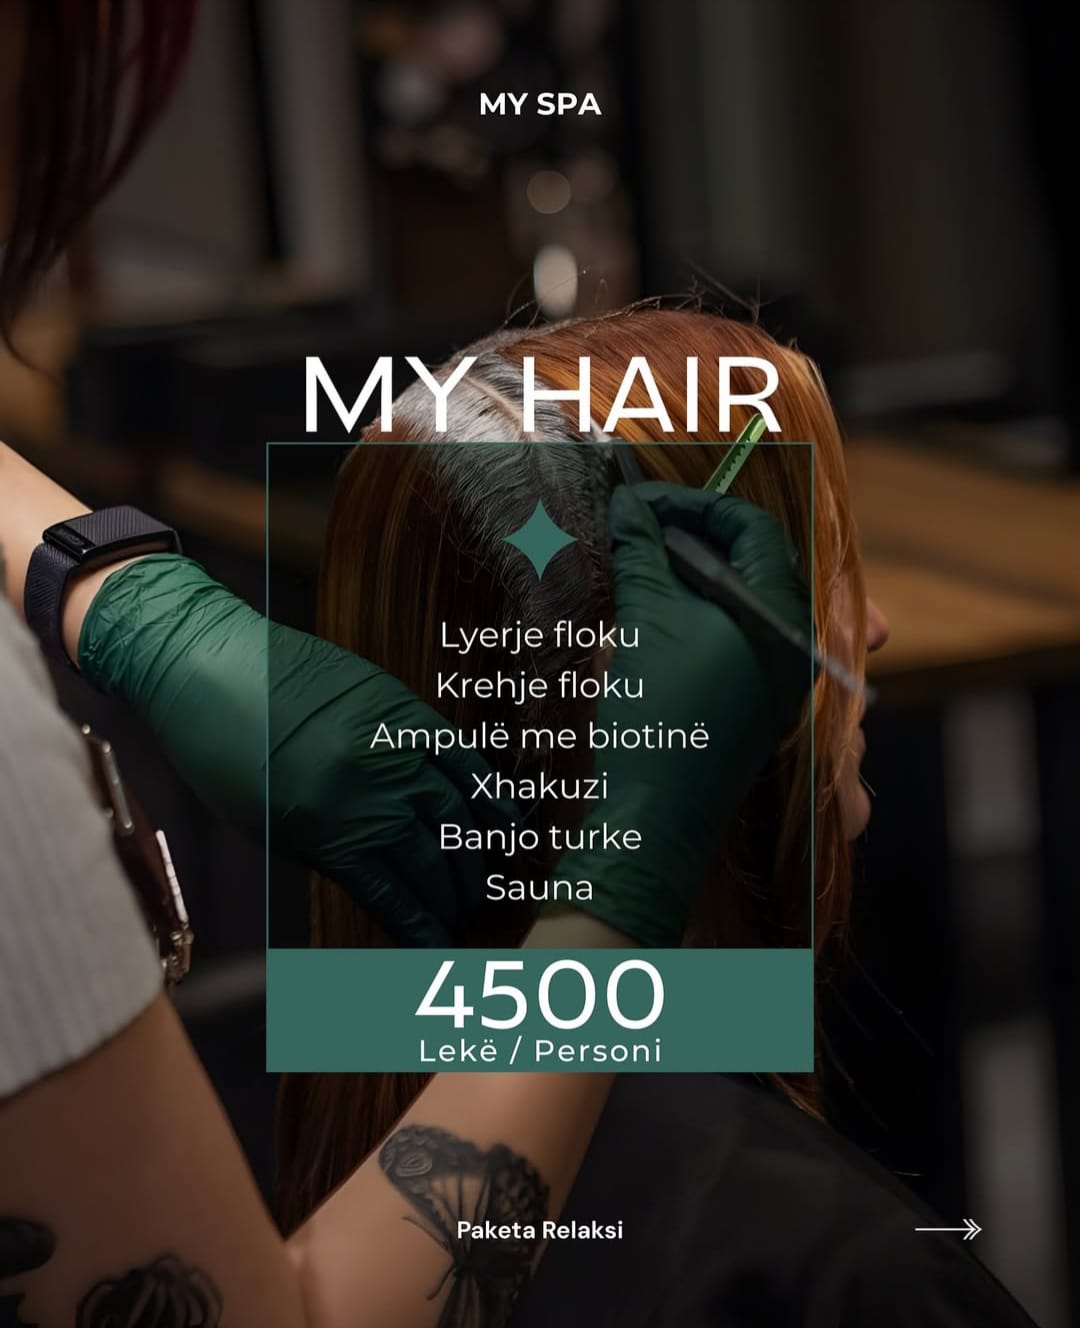 MY SPA
MY HAIR
Lyerje floku
Krehje floku
Ampulë me biotinë
Xhakuzi
Banjo turke
Sauna
4500
Lekë / Personi
Paketa Relaksi